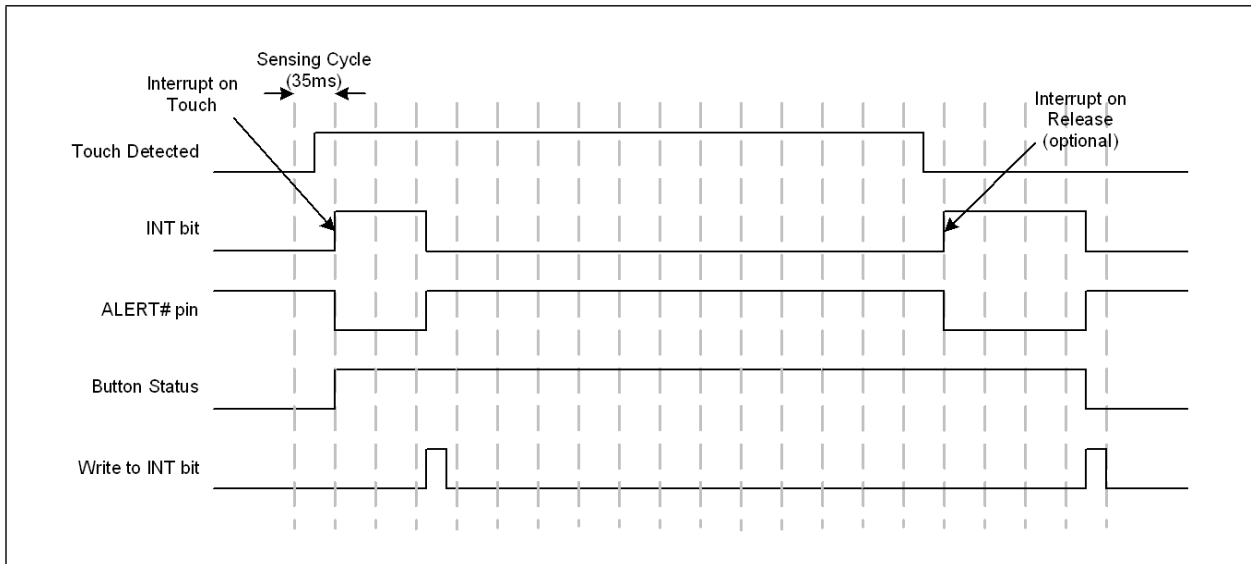 Sensing Cycle
(35ms)
Interrupt on
Touch
Interrupt on
Release
(optional)
Touch Detected
INT bit
ALERT# pin
Button Status
Write to INT bit